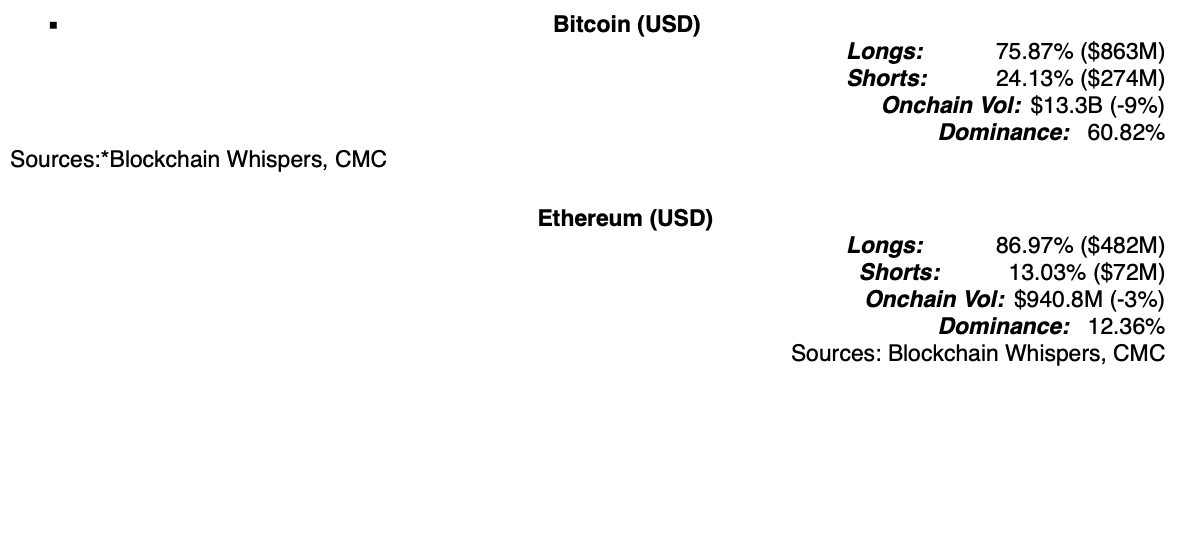 ▪ Bitcoin (USD)
Longs: 75.87% ($863M)
Shorts: 24.13% ($274M)
Onchain Vol: $13.3B (-9%)
Dominance: 60.82%
Sources:*Blockchain Whispers, CMC
Ethereum (USD)
Longs: 86.97% ($482M)
Shorts: 13.03% ($72M)
Onchain Vol: $940.8M (-3%)
Dominance: 12.36%
Sources: Blockchain Whispers, CMC